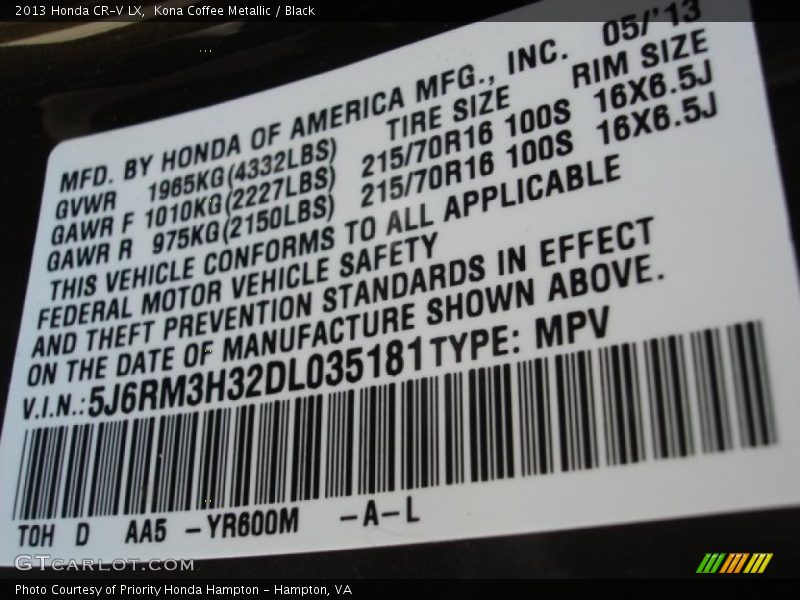 2013 Honda CR-V LX, Kona Coffee Metallic / Black
MFD. BY HONDA OF AMERICA MFG., INC. 05/'13
GVWR 1965KG(4332LBS) TIRE SIZE RIM SIZE
GAWR F 1010KG(2227LBS) 215/70R16 100S 16X6.5J
GAWR R 975KG(2150LBS) 215/70R16 100S 16X6.5J
THIS VEHICLE CONFORMS TO ALL APPLICABLE
FEDERAL MOTOR VEHICLE SAFETY
AND THEFT PREVENTION STANDARDS IN EFFECT
ON THE DATE OF MANUFACTURE SHOWN ABOVE.
V.I.N.:5J6RM3H32DL035181 TYPE: MPV
TOH D AA5 -YR600M -A-L
GTCARLOT.COM
Photo Courtesy of Priority Honda Hampton - Hampton, VA